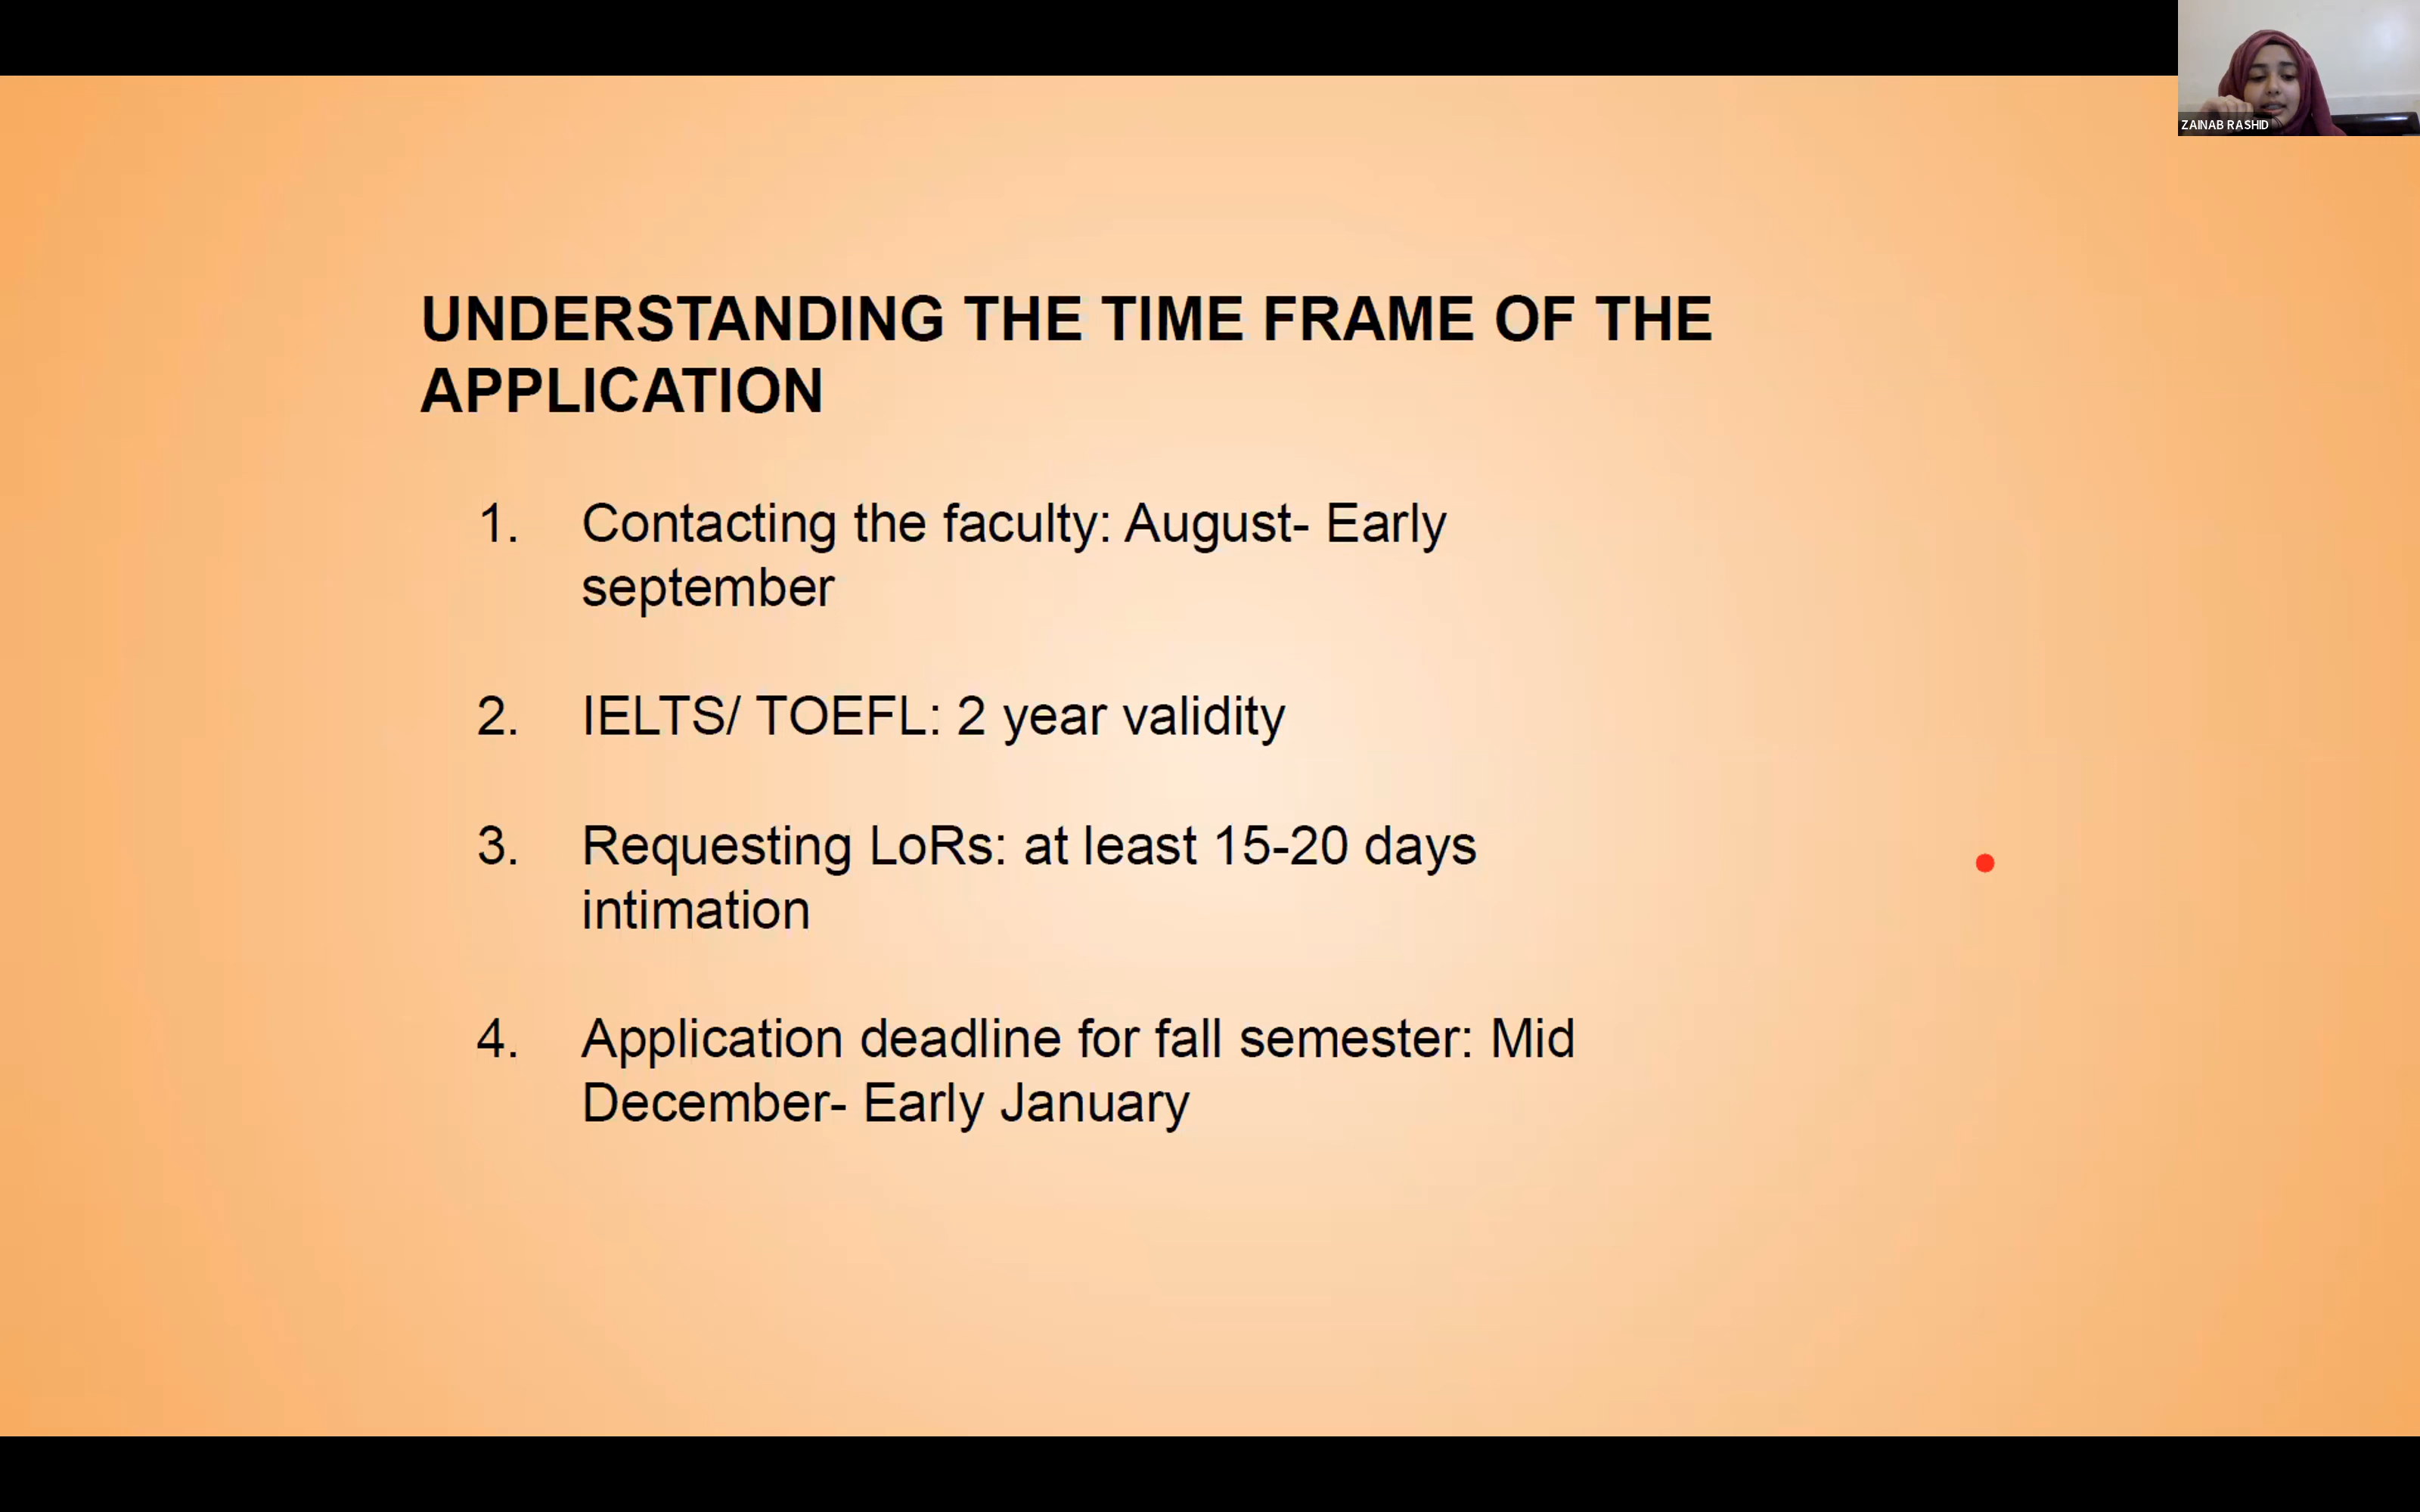 ZAINAB RASHID
UNDERSTANDING THE TIME FRAME OF THE
APPLICATION
1. Contacting the faculty: August- Early
september
2. IELTS/ TOEFL: 2 year validity
3. Requesting LoRs: at least 15-20 days
intimation
4. Application deadline for fall semester: Mid
December- Early January